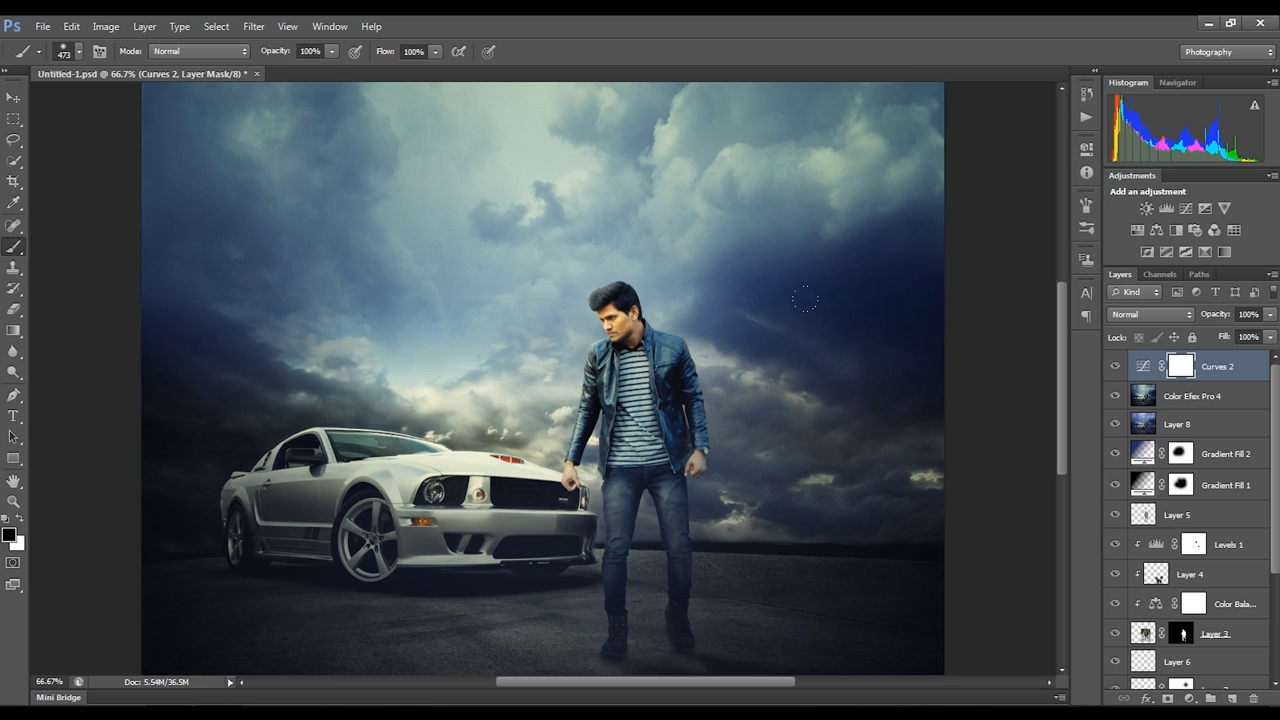 Ps File Edit Image Layer Type Select Filter View Window Help
473 Mode: Normal Opacity: 100% Flow: 100% Photography
Untitled-1.psd @ 66.7% (Curves 2, Layer Mask/8) * ×
Histogram Navigator
Adjustments
Add an adjustment
Layers Channels Paths
Kind T
Normal Opacity: 100%
Lock: Fill: 100%
Curves 2
Color Efex Pro 4
Layer 8
Gradient Fill 2
Gradient Fill 1
Layer 5
Levels 1
Layer 4
Color Bala...
Layer 3
Layer 6
66.67% Doc: 5.54M/36.5M
Mini Bridge